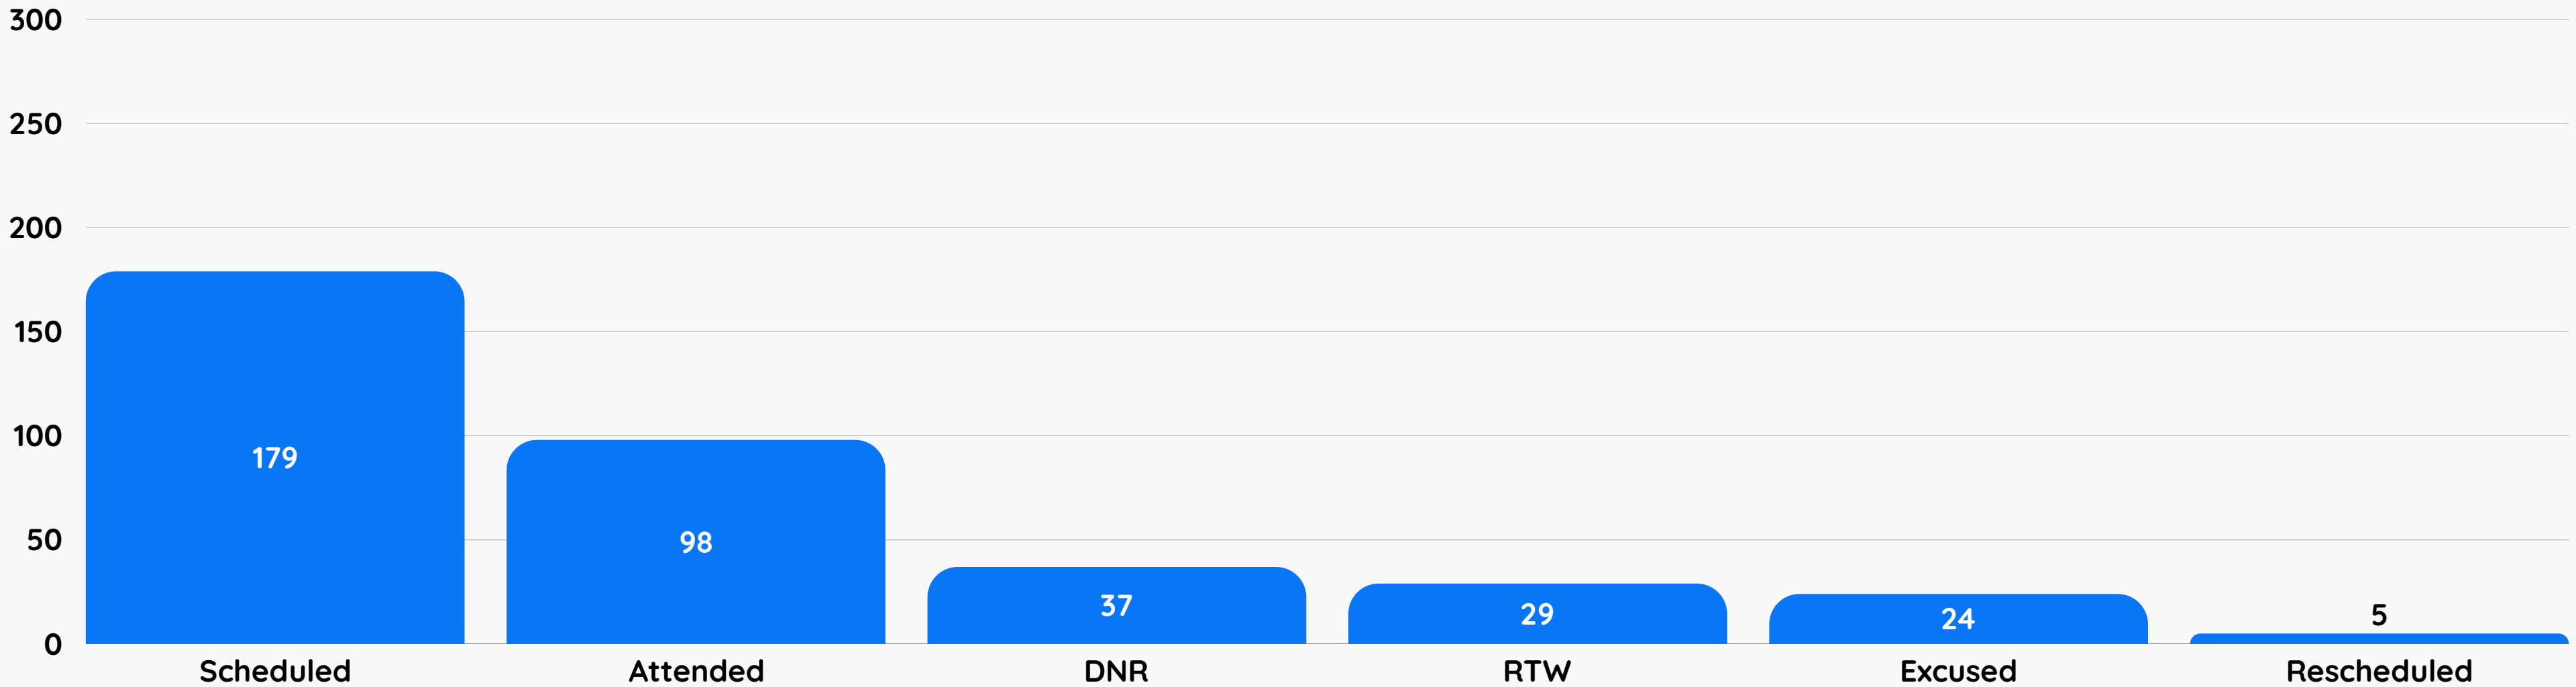 300
250
200
150
100
50
0
179
98
37
29
24
5
Scheduled
Attended
DNR
RTW
Excused
Rescheduled